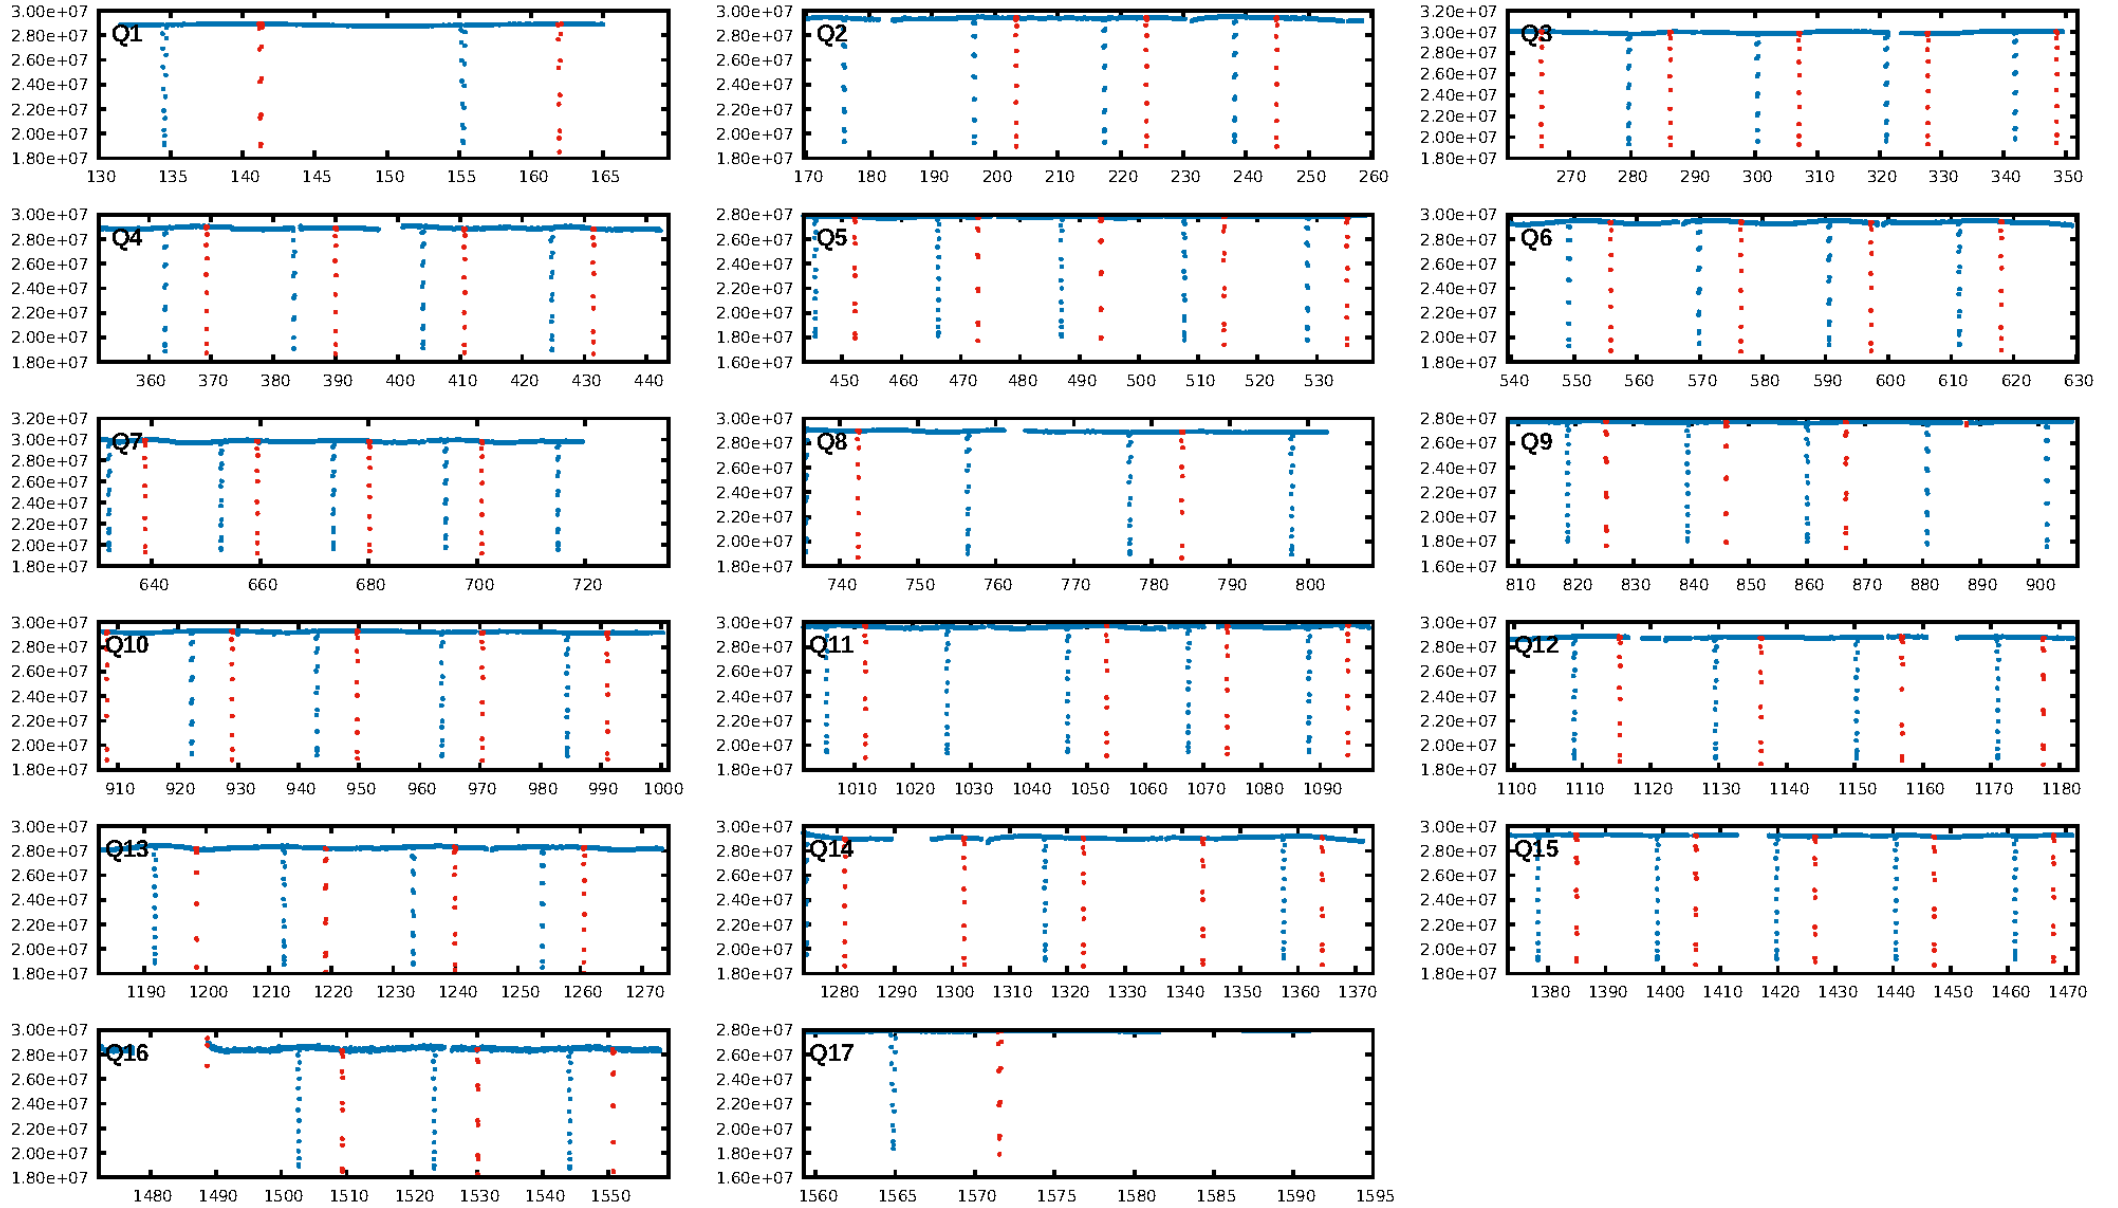 3.00e+07 2.80e+07 2.60e+07 2.40e+07 2.20e+07 2.00e+07 1.80e+07
Q1
130 135 140 145 150 155 160 165
3.00e+07 2.80e+07 2.60e+07 2.40e+07 2.20e+07 2.00e+07 1.80e+07
Q2
170 180 190 200 210 220 230 240 250 260
3.20e+07 3.00e+07 2.80e+07 2.60e+07 2.40e+07 2.20e+07 2.00e+07 1.80e+07
Q3
270 280 290 300 310 320 330 340 350
3.00e+07 2.80e+07 2.60e+07 2.40e+07 2.20e+07 2.00e+07 1.80e+07
Q4
360 370 380 390 400 410 420 430 440
2.80e+07 2.60e+07 2.40e+07 2.20e+07 2.00e+07 1.80e+07 1.60e+07
Q5
450 460 470 480 490 500 510 520 530
3.00e+07 2.80e+07 2.60e+07 2.40e+07 2.20e+07 2.00e+07 1.80e+07
Q6
540 550 560 570 580 590 600 610 620 630
3.20e+07 3.00e+07 2.80e+07 2.60e+07 2.40e+07 2.20e+07 2.00e+07 1.80e+07
Q7
640 660 680 700 720
3.00e+07 2.80e+07 2.60e+07 2.40e+07 2.20e+07 2.00e+07 1.80e+07
Q8
740 750 760 770 780 790 800
2.80e+07 2.60e+07 2.40e+07 2.20e+07 2.00e+07 1.80e+07 1.60e+07
Q9
810 820 830 840 850 860 870 880 890 900
3.00e+07 2.80e+07 2.60e+07 2.40e+07 2.20e+07 2.00e+07 1.80e+07
Q10
910 920 930 940 950 960 970 980 990 1000
3.00e+07 2.80e+07 2.60e+07 2.40e+07 2.20e+07 2.00e+07 1.80e+07
Q11
1010 1020 1030 1040 1050 1060 1070 1080 1090
3.00e+07 2.80e+07 2.60e+07 2.40e+07 2.20e+07 2.00e+07 1.80e+07
Q12
1100 1110 1120 1130 1140 1150 1160 1170 1180
3.00e+07 2.80e+07 2.60e+07 2.40e+07 2.20e+07 2.00e+07 1.80e+07
Q13
1190 1200 1210 1220 1230 1240 1250 1260 1270
3.00e+07 2.80e+07 2.60e+07 2.40e+07 2.20e+07 2.00e+07 1.80e+07
Q14
1280 1290 1300 1310 1320 1330 1340 1350 1360 1370
3.00e+07 2.80e+07 2.60e+07 2.40e+07 2.20e+07 2.00e+07 1.80e+07
Q15
1380 1390 1400 1410 1420 1430 1440 1450 1460 1470
3.00e+07 2.80e+07 2.60e+07 2.40e+07 2.20e+07 2.00e+07 1.80e+07
Q16
1480 1490 1500 1510 1520 1530 1540 1550
2.80e+07 2.60e+07 2.40e+07 2.20e+07 2.00e+07 1.80e+07 1.60e+07
Q17
1560 1565 1570 1575 1580 1585 1590 1595